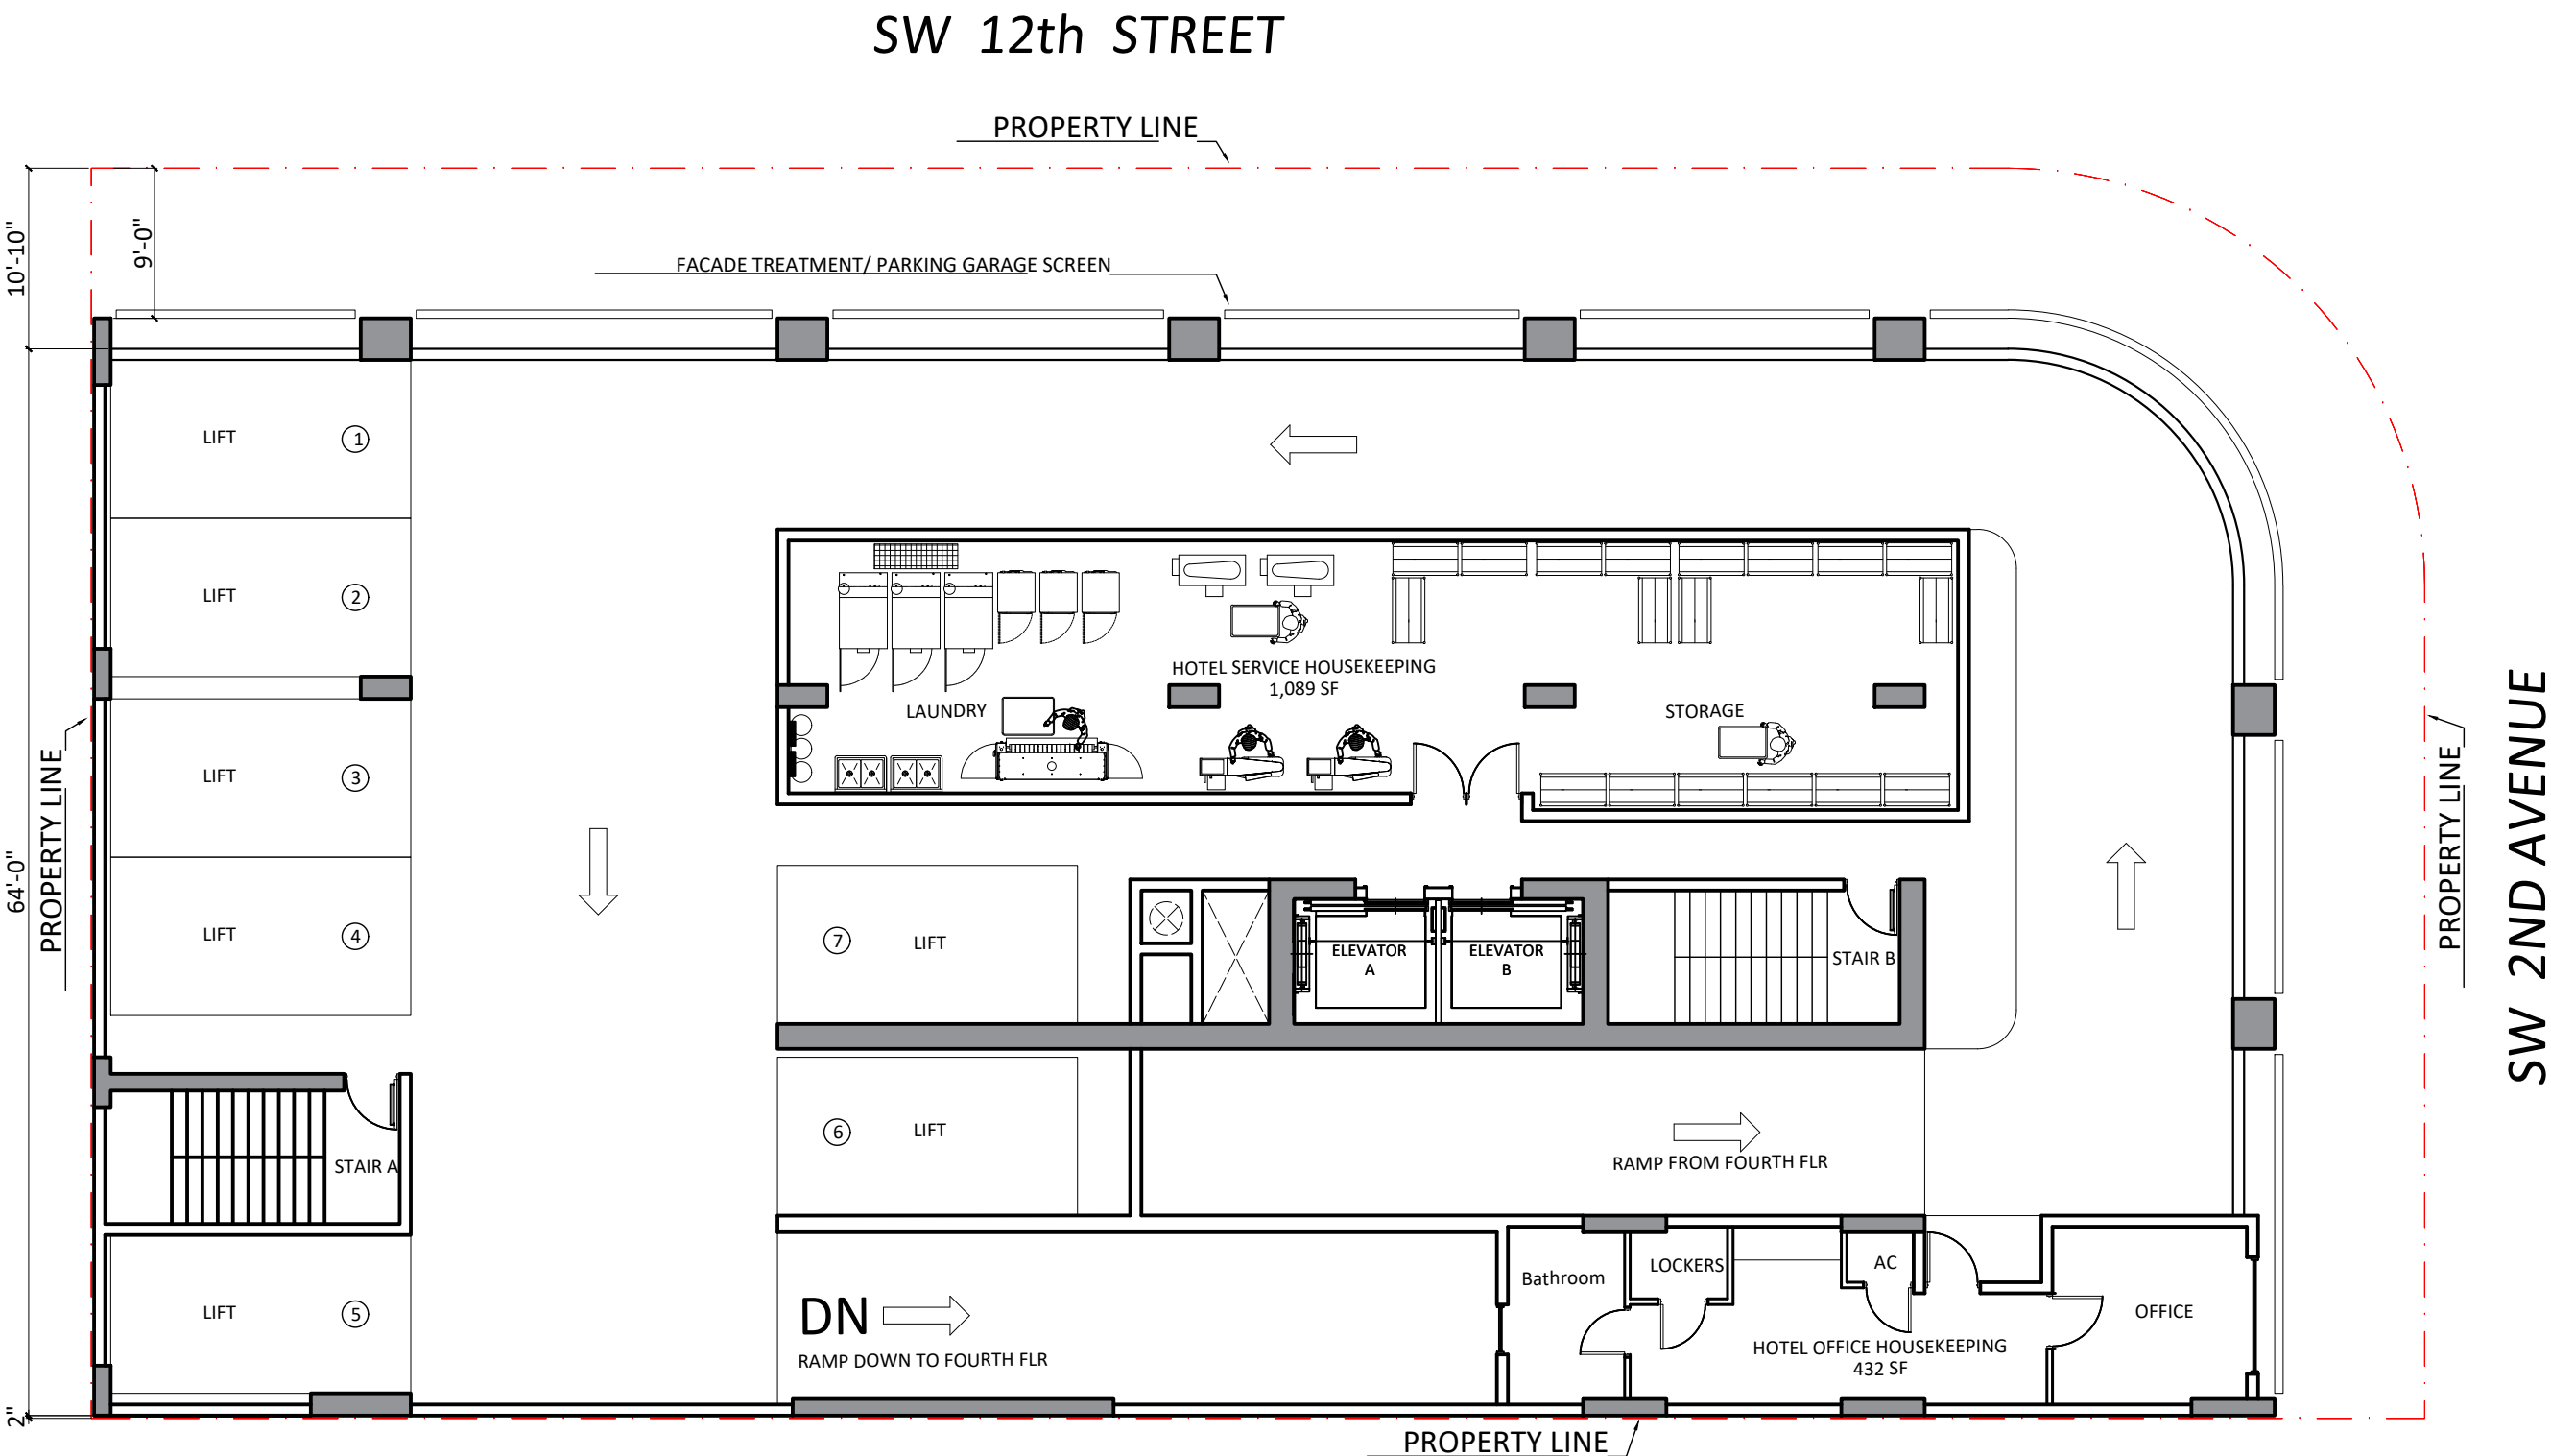 SW 12th STREET
PROPERTY LINE
10'-10"
9'-0"
FACADE TREATMENT/ PARKING GARAGE SCREEN
LIFT 1
LIFT 2
HOTEL SERVICE HOUSEKEEPING
1,089 SF
LAUNDRY
STORAGE
LIFT 3
PROPERTY LINE
64'-0"
PROPERTY LINE
SW 2ND AVENUE
LIFT 4
7 LIFT
ELEVATOR
A
ELEVATOR
B
STAIR B
6 LIFT
STAIR A
RAMP FROM FOURTH FLR
LIFT 5
DN
RAMP DOWN TO FOURTH FLR
Bathroom
LOCKERS
AC
OFFICE
HOTEL OFFICE HOUSEKEEPING
432 SF
2"
PROPERTY LINE